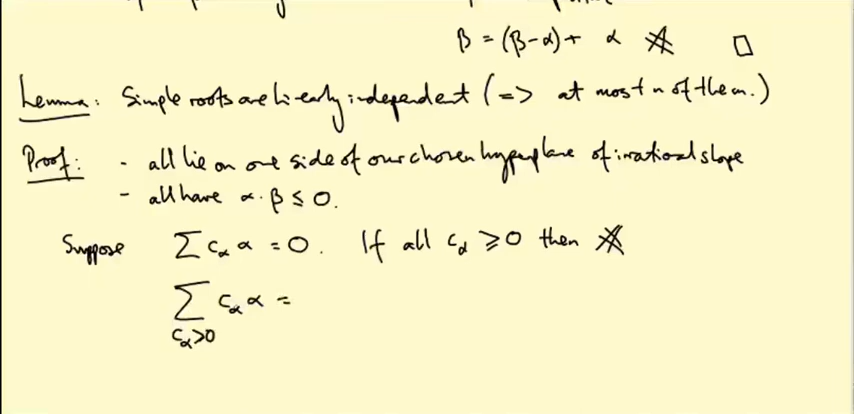 β = (β-α) + α ※ □
Lemma: Simple roots are linearly independent (=> at most n of them.)
Proof: - all lie on one side of our chosen hyperplane of irrational slope
- all have α·β ≤ 0.
Suppose ∑ c_α α = 0. If all c_α ≥ 0 then ※
∑ c_α α =
c_α>0